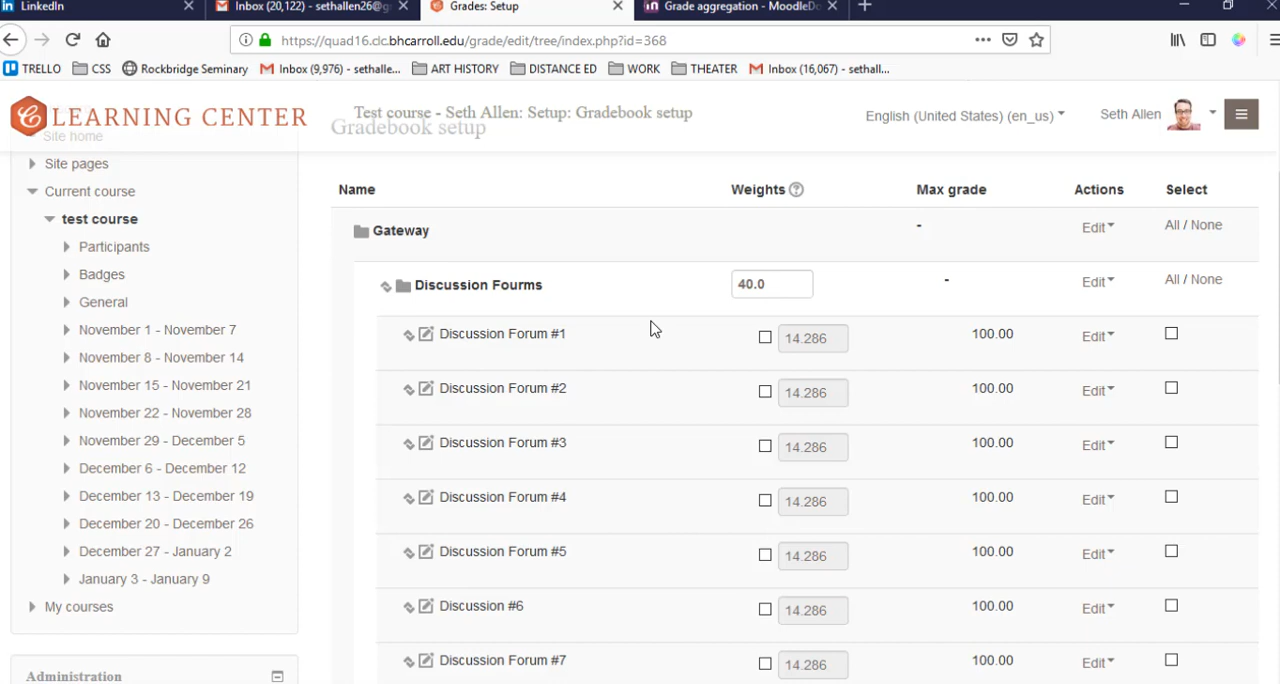 LinkedIn
Inbox (20,122) - sethallen26@g
Grades: Setup
Grade aggregation - MoodleDo
https://quad16.clc.bhcarroll.edu/grade/edit/tree/index.php?id=368
TRELLO CSS Rockbridge Seminary Inbox (9,976) - sethalle... ART HISTORY DISTANCE ED WORK THEATER Inbox (16,067) - sethall...
LEARNING CENTER
Test course - Seth Allen: Setup: Gradebook setup
Gradebook setup
English (United States) (en_us)
Seth Allen
Site home
Site pages
Current course
test course
Participants
Badges
General
November 1 - November 7
November 8 - November 14
November 15 - November 21
November 22 - November 28
November 29 - December 5
December 6 - December 12
December 13 - December 19
December 20 - December 26
December 27 - January 2
January 3 - January 9
My courses
Administration
Name Weights Max grade Actions Select
Gateway - Edit All / None
Discussion Fourms 40.0 - Edit All / None
Discussion Forum #1 14.286 100.00 Edit
Discussion Forum #2 14.286 100.00 Edit
Discussion Forum #3 14.286 100.00 Edit
Discussion Forum #4 14.286 100.00 Edit
Discussion Forum #5 14.286 100.00 Edit
Discussion #6 14.286 100.00 Edit
Discussion Forum #7 14.286 100.00 Edit